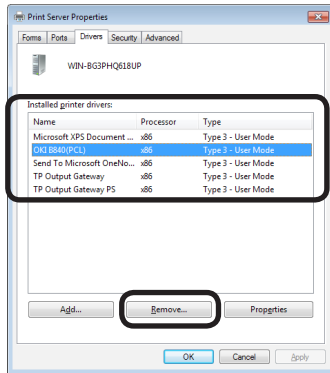 Print Server Properties
Forms Ports Drivers Security Advanced
WIN-BG3PHQ618UP
Installed printer drivers:
Name Processor Type
Microsoft XPS Document ... x86 Type 3 - User Mode
OKI B840(PCL) x86 Type 3 - User Mode
Send To Microsoft OneNo... x86 Type 3 - User Mode
TP Output Gateway x86 Type 3 - User Mode
TP Output Gateway PS x86 Type 3 - User Mode
Add... Remove... Properties
OK Cancel Apply